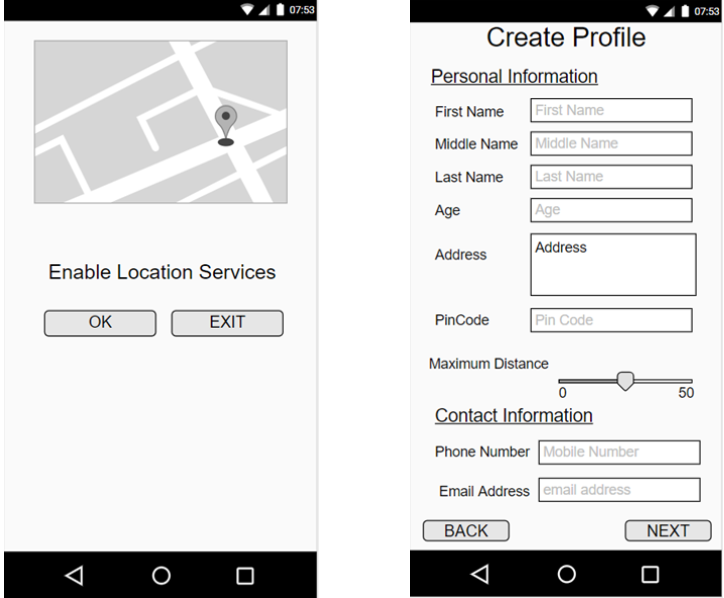 07:53
Enable Location Services
OK EXIT
07:53
Create Profile
Personal Information
First Name First Name
Middle Name Middle Name
Last Name Last Name
Age Age
Address Address
PinCode Pin Code
Maximum Distance
0 50
Contact Information
Phone Number Mobile Number
Email Address email address
BACK NEXT